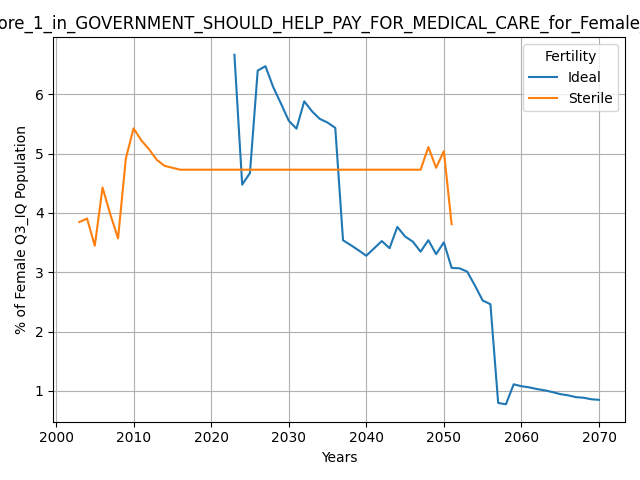 ore_1_in_GOVERNMENT_SHOULD_HELP_PAY_FOR_MEDICAL_CARE_for_Female
Fertility
Ideal
Sterile
% of Female Q3_IQ Population
6
5
4
3
2
1
2000 2010 2020 2030 2040 2050 2060 2070
Years